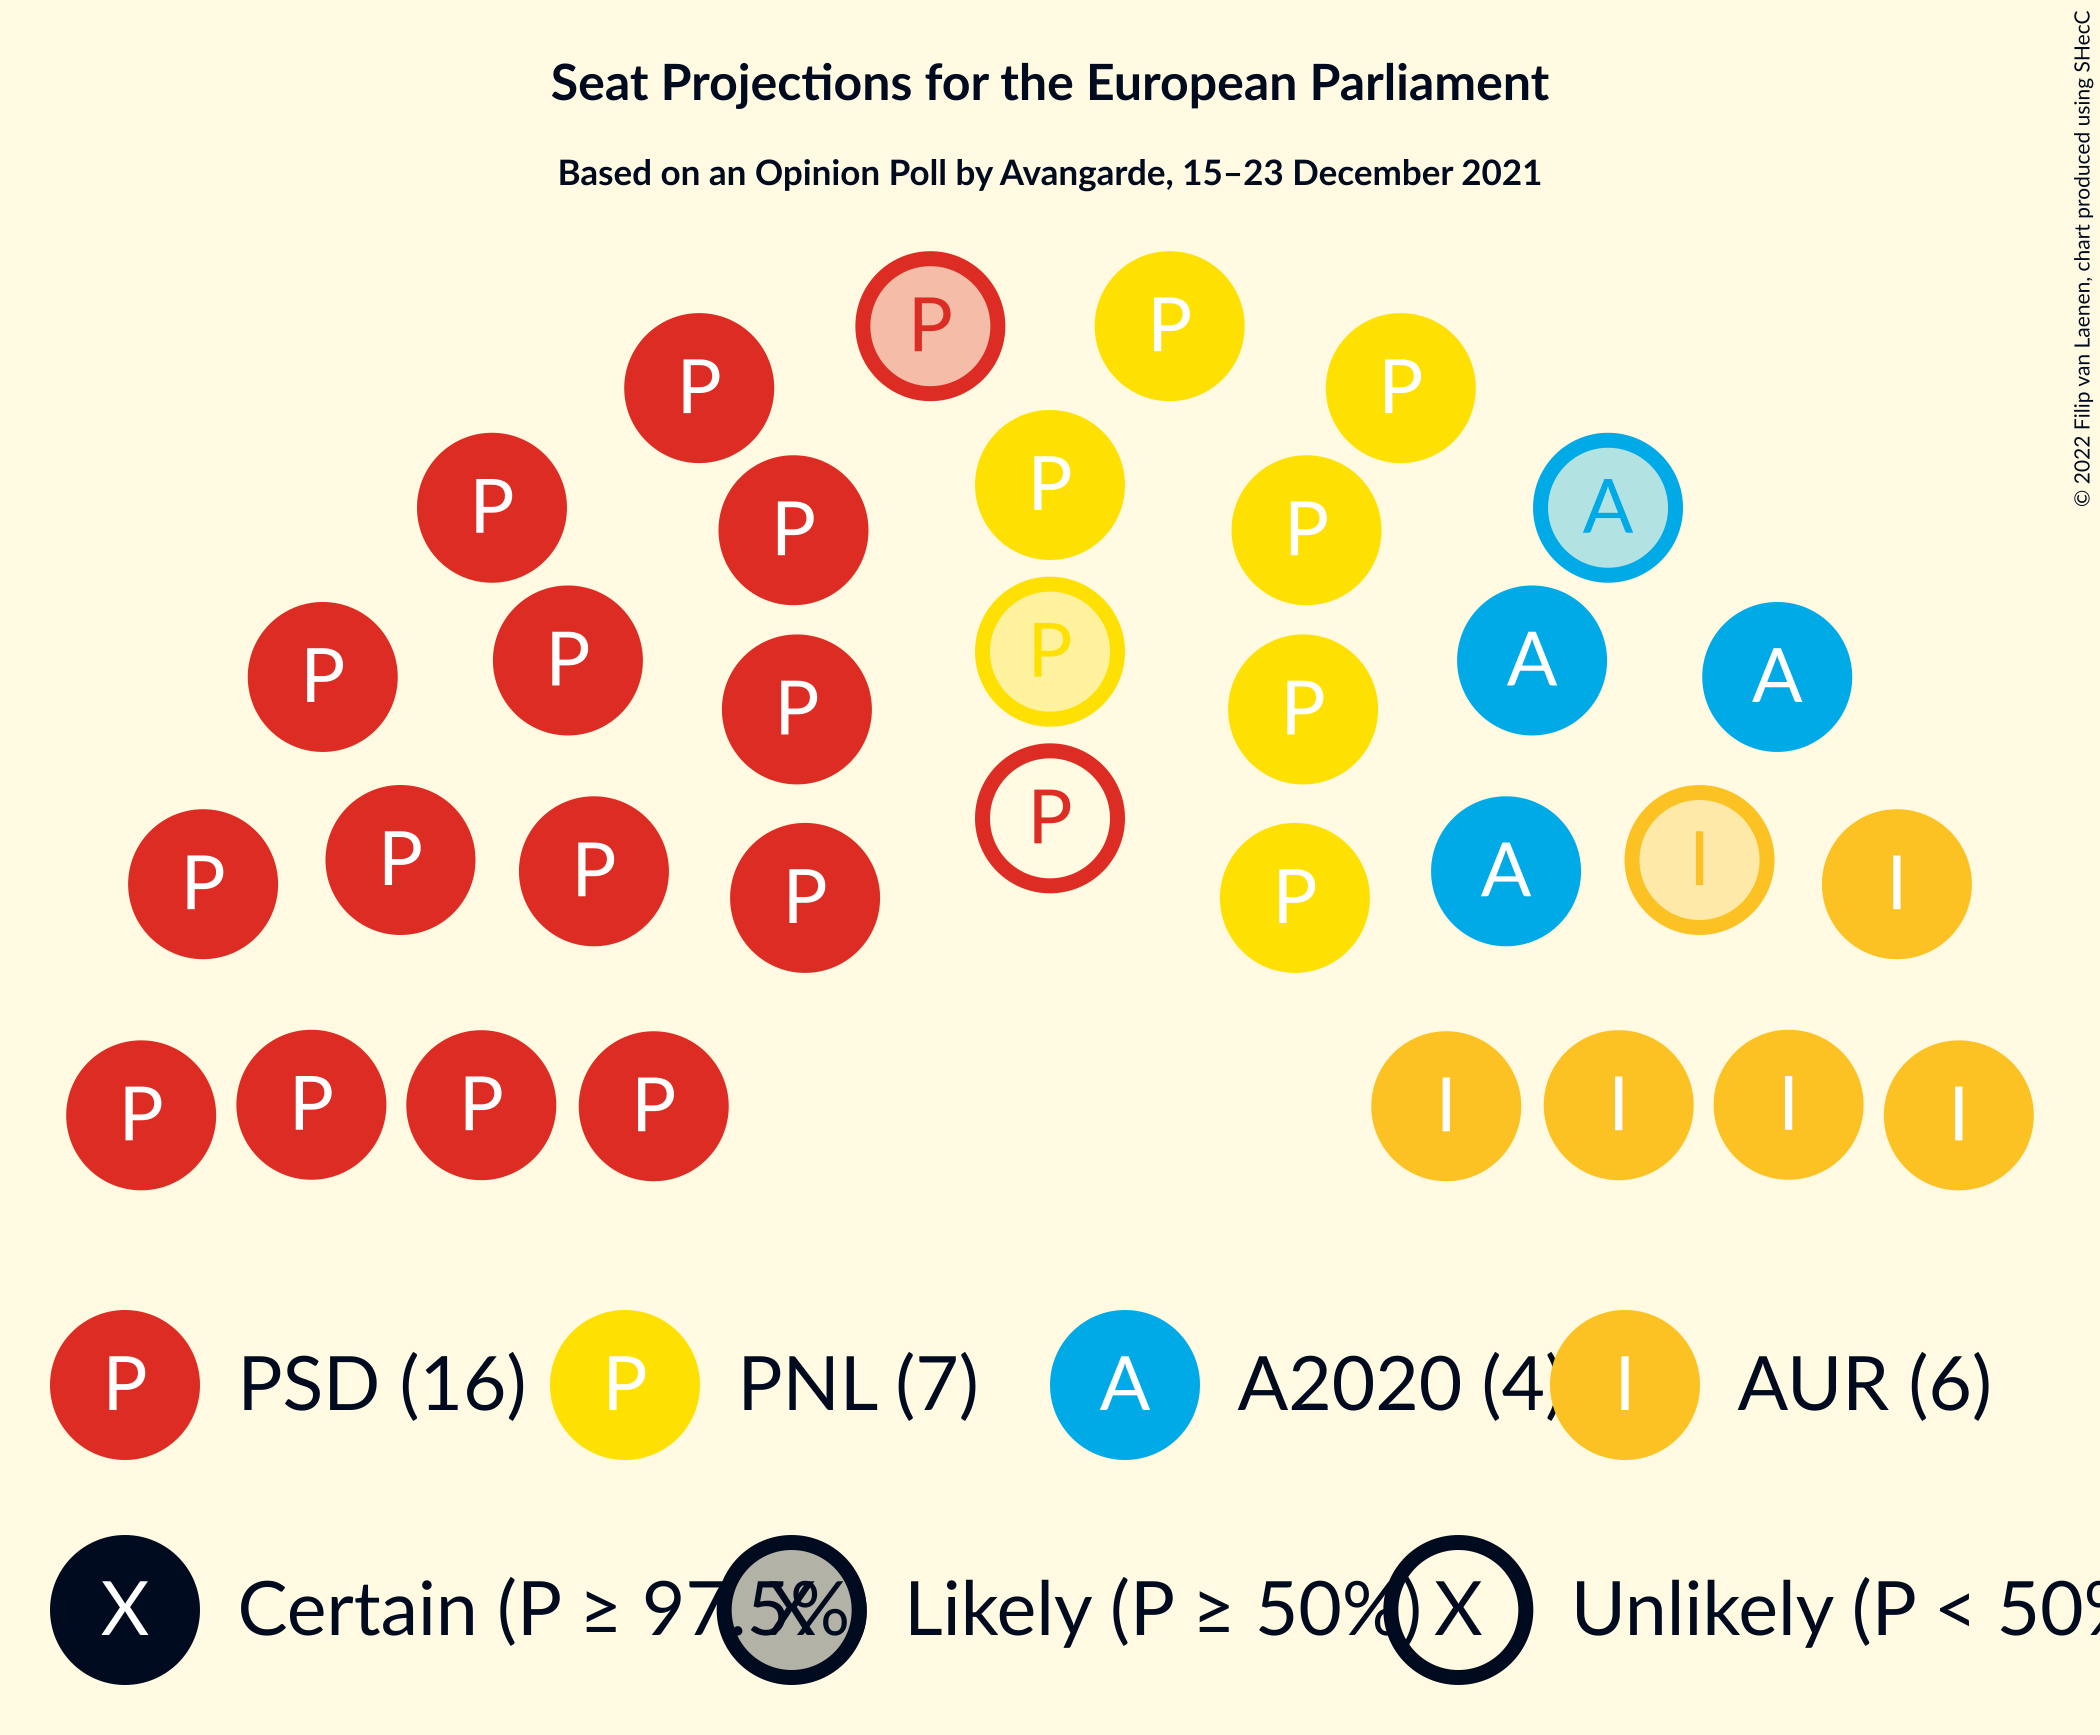 Seat Projections for the European Parliament
Based on an Opinion Poll by Avangarde, 15–23 December 2021
© 2022 Filip van Laenen, chart produced using SHecC
P P
P P
P
P P
P A
P
P A A
P
P P
P
P P I I
P A
P P
P P P P I I I I
P PSD (16) P PNL (7) A A2020 (4) I AUR (6)
X Certain (P ≥ 97.5% X Likely (P ≥ 50%) X Unlikely (P < 50%